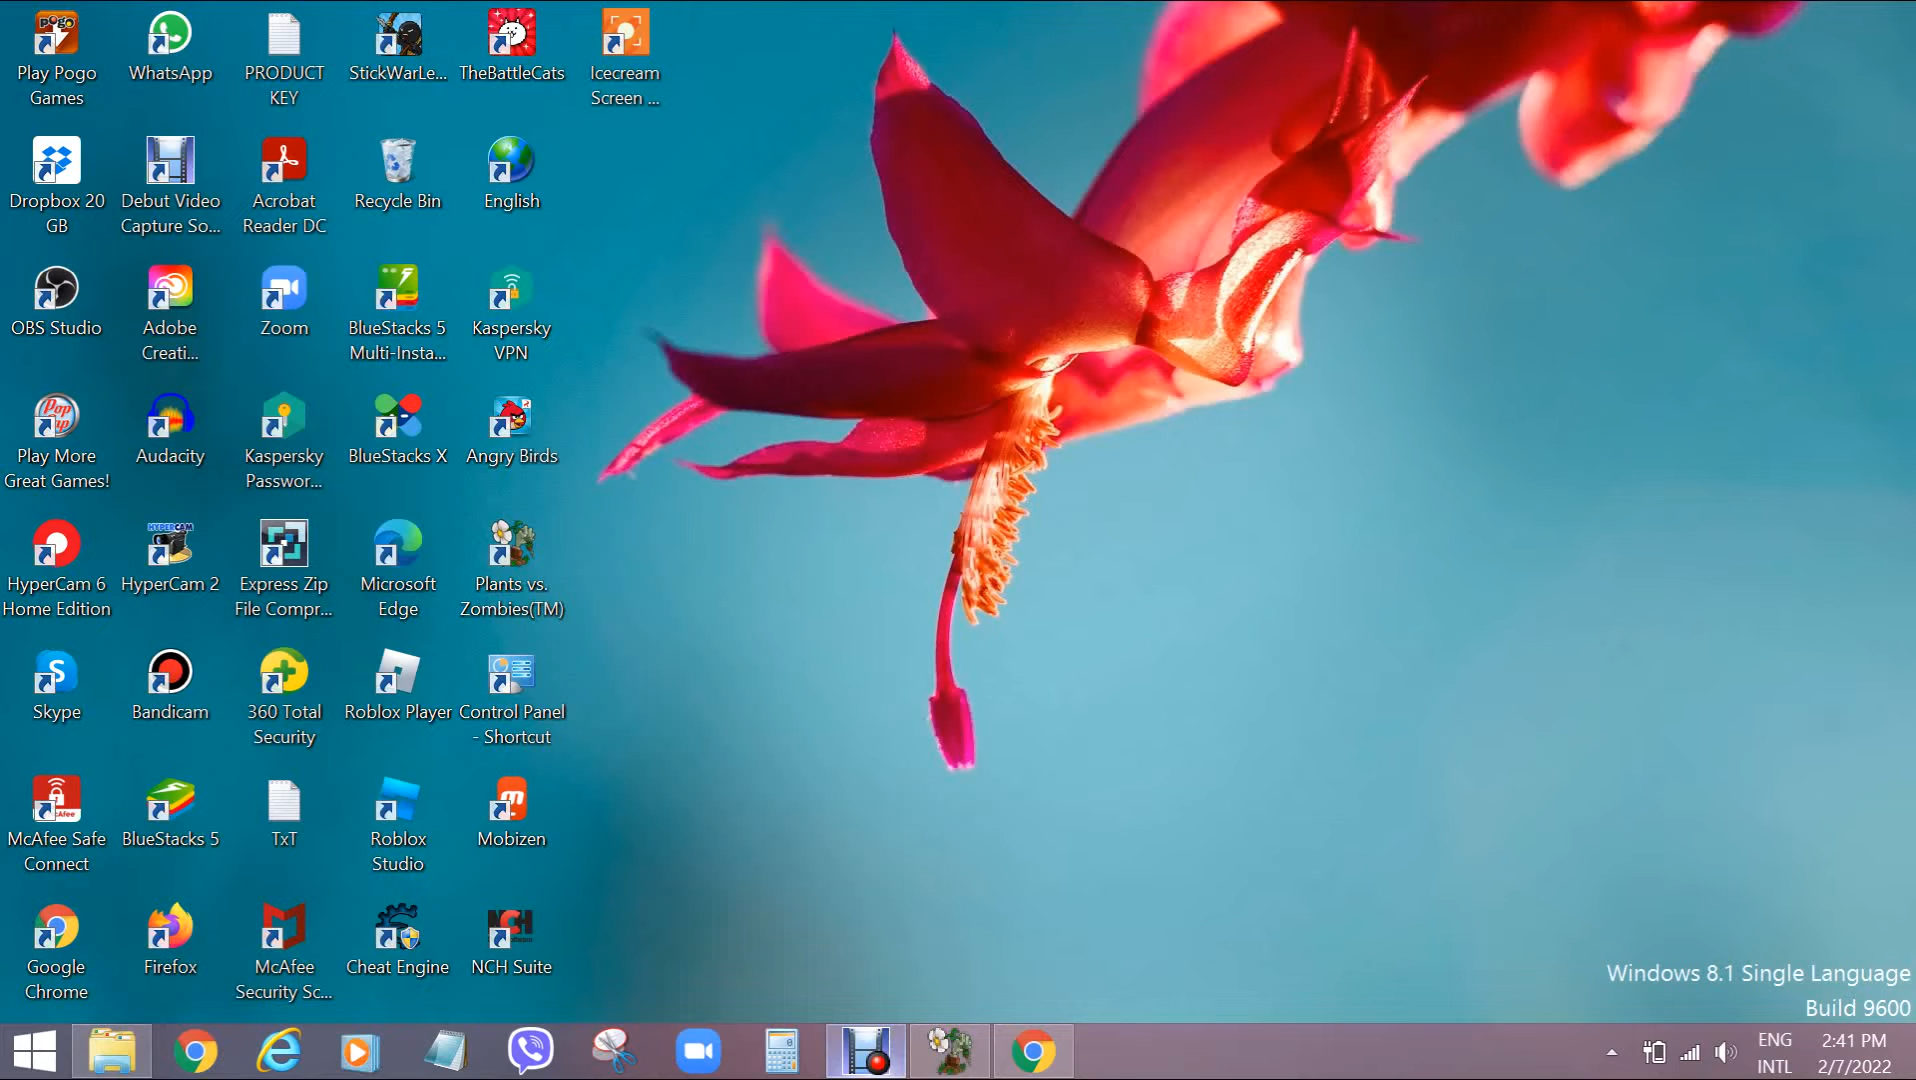 Play Pogo
Games
WhatsApp
PRODUCT
KEY
StickWarLe...
TheBattleCats
Icecream
Screen ...
Dropbox 20
GB
Debut Video
Capture So...
Acrobat
Reader DC
Recycle Bin
English
OBS Studio
Adobe
Creati...
Zoom
BlueStacks 5
Multi-Insta...
Kaspersky
VPN
Play More
Great Games!
Audacity
Kaspersky
Passwor...
BlueStacks X
Angry Birds
HyperCam 6
Home Edition
HyperCam 2
Express Zip
File Compr...
Microsoft
Edge
Plants vs.
Zombies(TM)
Skype
Bandicam
360 Total
Security
Roblox Player
Control Panel
- Shortcut
McAfee Safe
Connect
BlueStacks 5
TxT
Roblox
Studio
Mobizen
Google
Chrome
Firefox
McAfee
Security Sc...
Cheat Engine
NCH Suite
Windows 8.1 Single Language
Build 9600
ENG
INTL
2:41 PM
2/7/2022